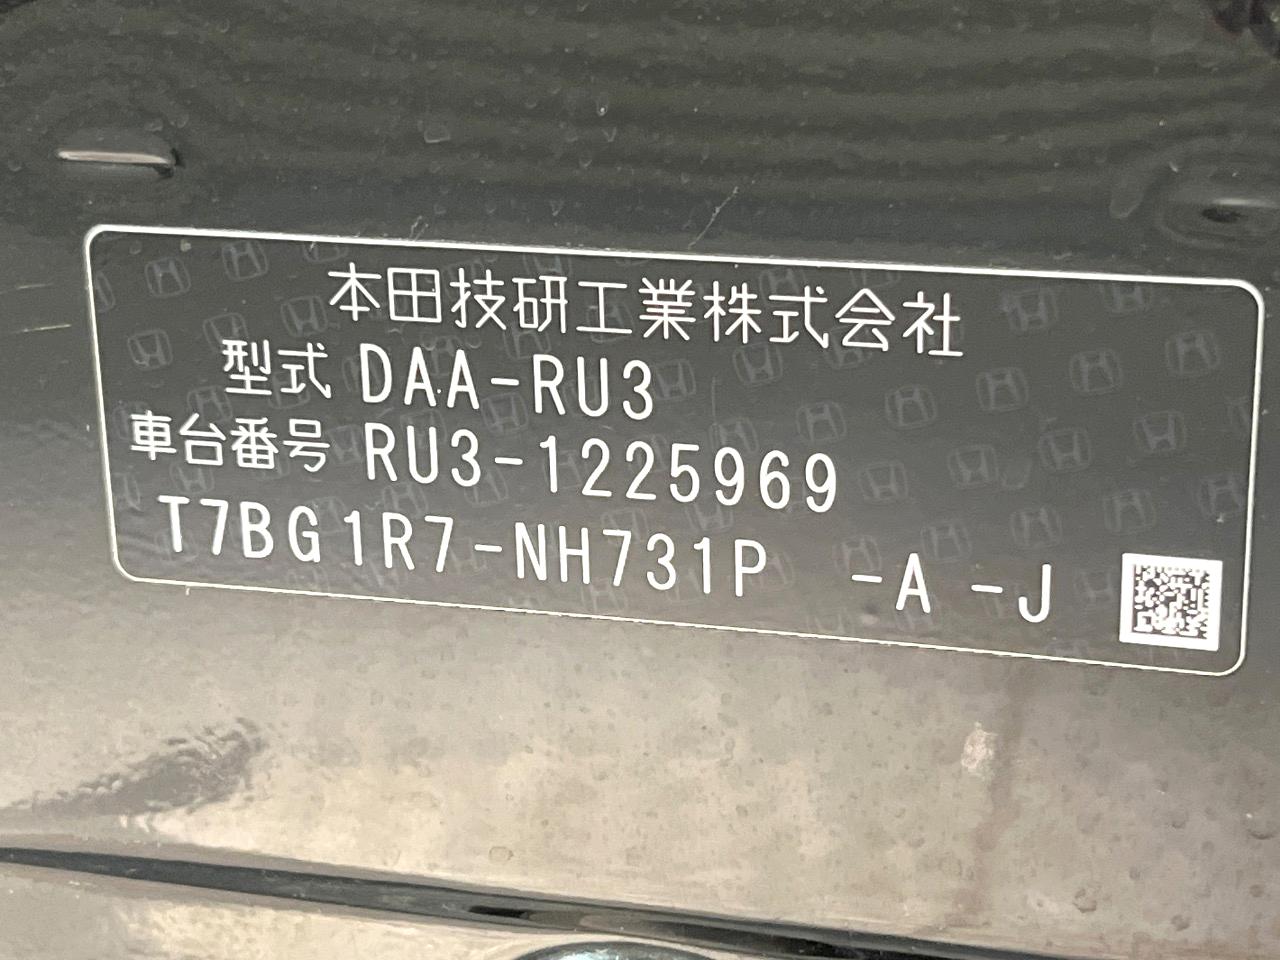 本田技研工業株式会社
型式 DAA-RU3
車台番号 RU3-1225969
T7BG1R7-NH731P -A -J